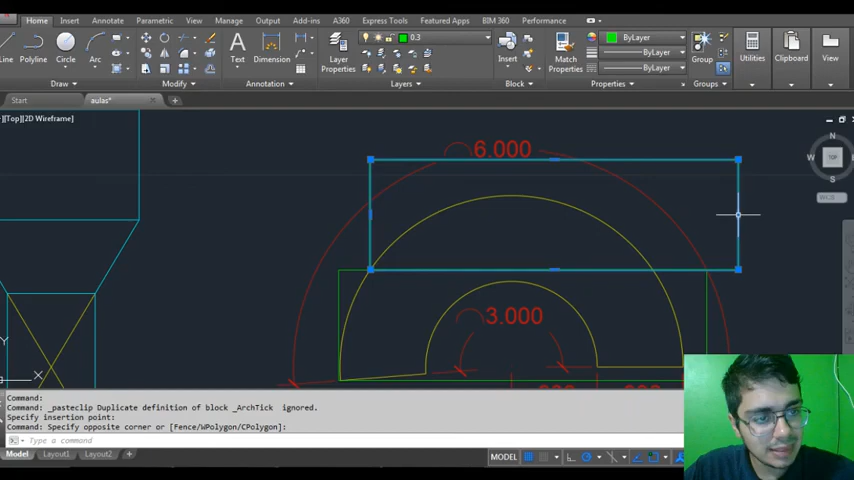 Home Insert Annotate Parametric View Manage Output Add-ins A360 Express Tools Featured Apps BIM 360 Performance
Line Polyline Circle Arc
Text Dimension
Layer Properties
0.3
Insert
Match Properties
ByLayer
ByLayer
ByLayer
Group
Utilities
Clipboard
View
Draw Modify Annotation Layers Block Properties Groups
Start aulas*
[Top][2D Wireframe]
N
W TOP E
S
6.000
3.000
Y
X
Command:
Command: _pasteclip Duplicate definition of block _ArchTick ignored.
Specify insertion point:
Command: Specify opposite corner or [Fence/WPolygon/CPolygon]:
Type a command
Model Layout1 Layout2 + MODEL